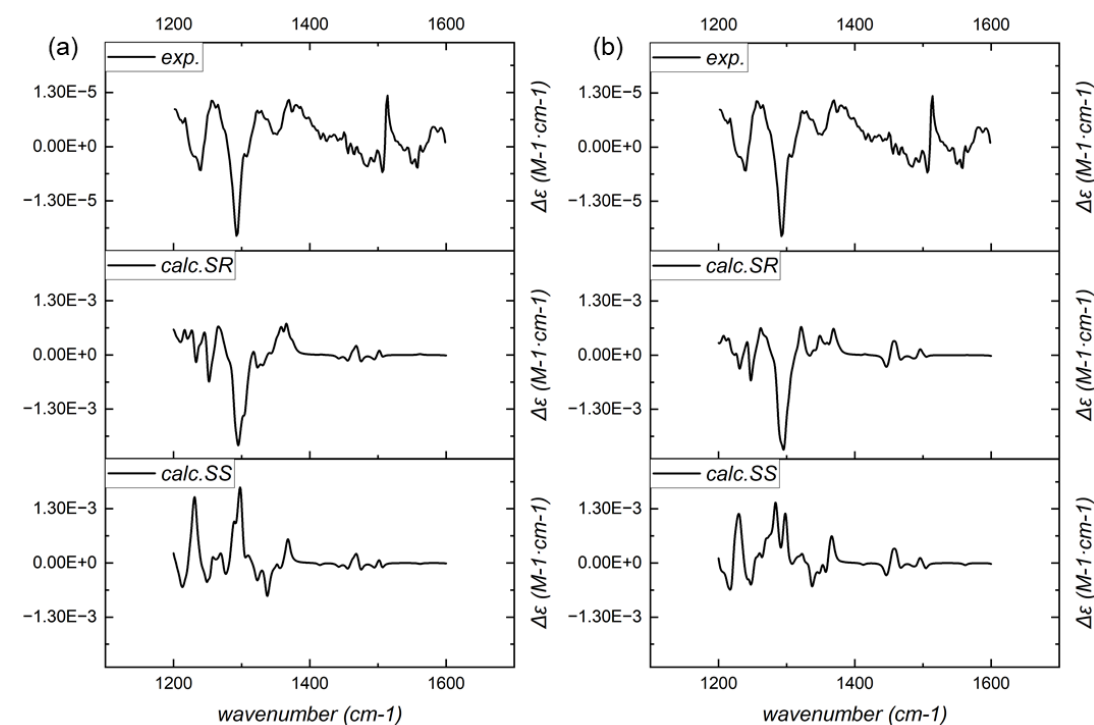 1200 1400 1600 1200 1400 1600
(a) exp. (b) exp.
1.30E−5 1.30E−5
0.00E+0 0.00E+0
−1.30E−5 −1.30E−5
Δε (M-1·cm-1) Δε (M-1·cm-1)
calc.SR calc.SR
1.30E−3 1.30E−3
0.00E+0 0.00E+0
−1.30E−3 −1.30E−3
Δε (M-1·cm-1) Δε (M-1·cm-1)
calc.SS calc.SS
1.30E−3 1.30E−3
0.00E+0 0.00E+0
−1.30E−3 −1.30E−3
Δε (M-1·cm-1) Δε (M-1·cm-1)
1200 1400 1600 1200 1400 1600
wavenumber (cm-1) wavenumber (cm-1)